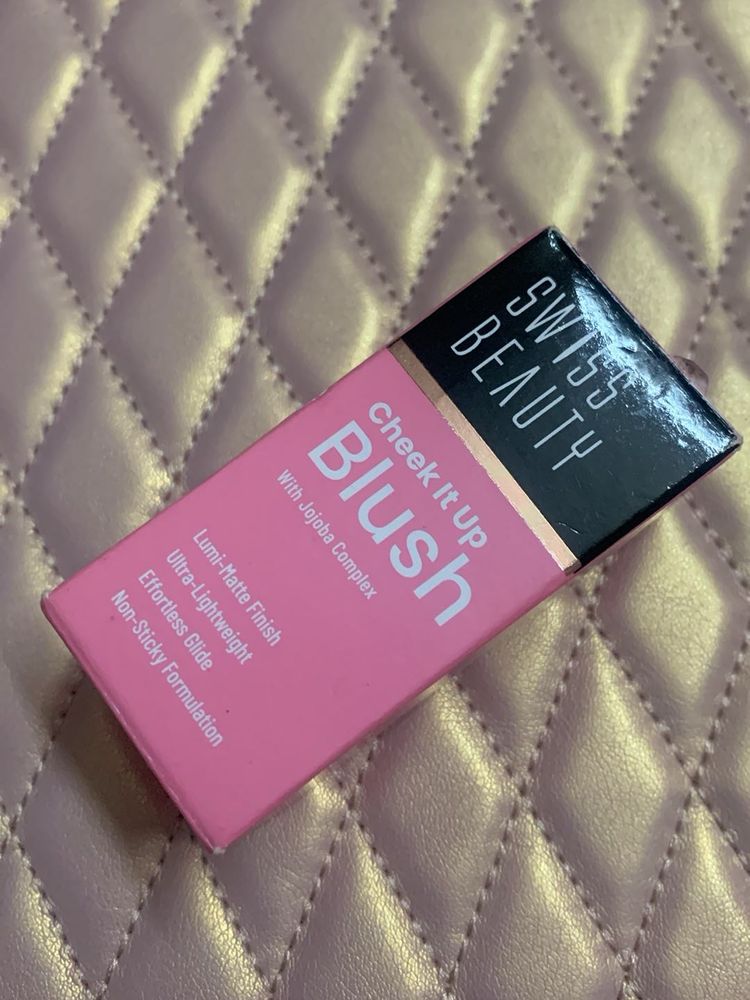 SWISS
BEAUTY
Cheek It Up
Blush
With Jojoba Complex
Lumi-Matte Finish
Ultra-Lightweight
Effortless Glide
Non-Sticky Formulation